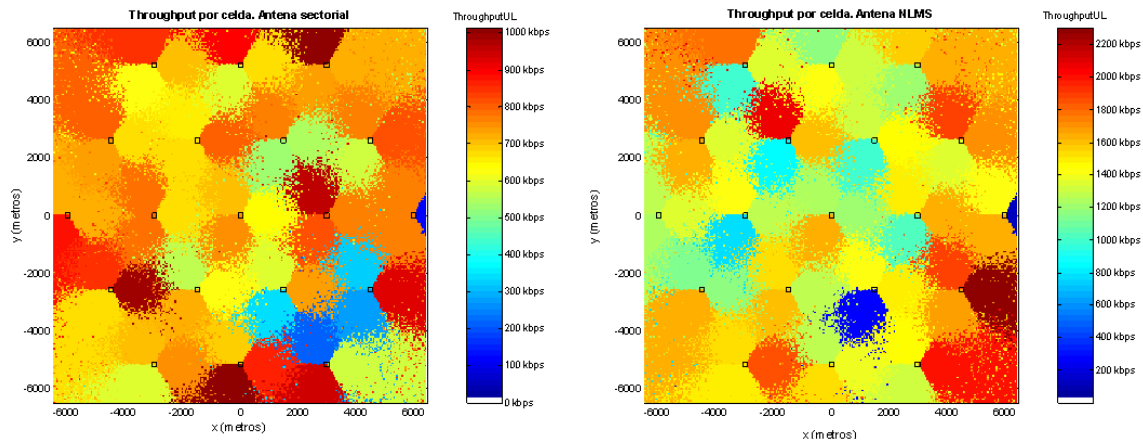 Throughput por celda. Antena sectorial
ThroughputUL
6000
4000
2000
0
-2000
-4000
-6000
y (metros)
-6000 -4000 -2000 0 2000 4000 6000
x (metros)
1000 kbps
900 kbps
800 kbps
700 kbps
600 kbps
500 kbps
400 kbps
300 kbps
200 kbps
100 kbps
0 kbps
Throughput por celda. Antena NLMS
ThroughputUL
6000
4000
2000
0
-2000
-4000
-6000
y (metros)
-6000 -4000 -2000 0 2000 4000 6000
x (metros)
2200 kbps
2000 kbps
1800 kbps
1600 kbps
1400 kbps
1200 kbps
1000 kbps
800 kbps
600 kbps
400 kbps
200 kbps